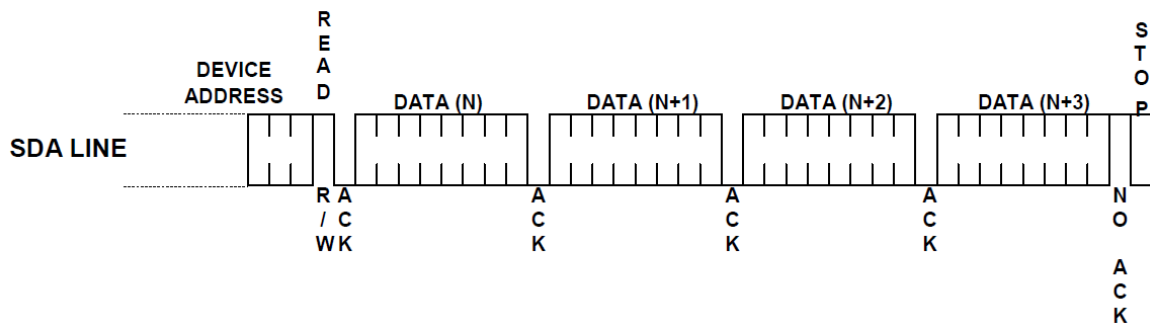 READ
STOP
DEVICE
ADDRESS
DATA (N)
DATA (N+1)
DATA (N+2)
DATA (N+3)
SDA LINE
R/W
ACK
ACK
ACK
ACK
NO ACK